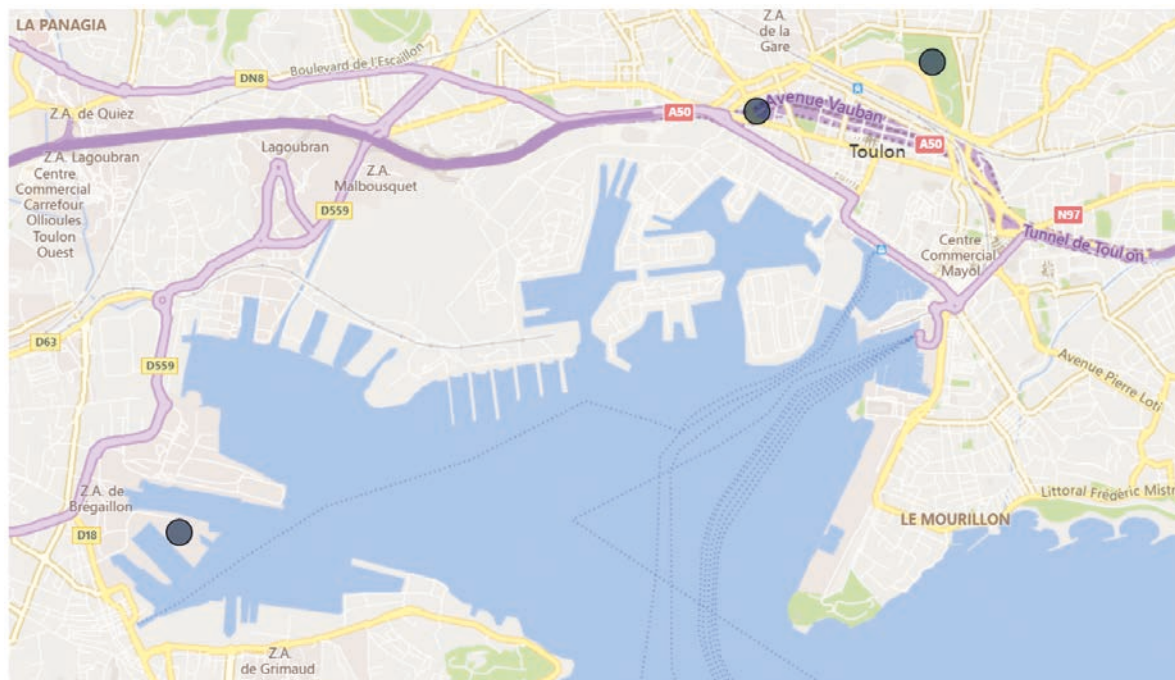 LA PANAGIA
Z.A.
de la
Gare
DN8
Boulevard de l'Escaillon
Z.A. de Quiez
A50
Avenue Vauban
Z.A. Lagoubran
Centre
Commercial
Carrefour
Ollioules
Toulon
Ouest
Lagoubran
Z.A.
Malbousquet
Toulon
A50
D559
N97
Centre
Commercial
Mayol
Tunnel de Toulon
D63
D559
Avenue Pierre Loti
Z.A. de
Brégaillon
D18
Littoral Frédéric Mistr
LE MOURILLON
Z.A.
de Grimaud